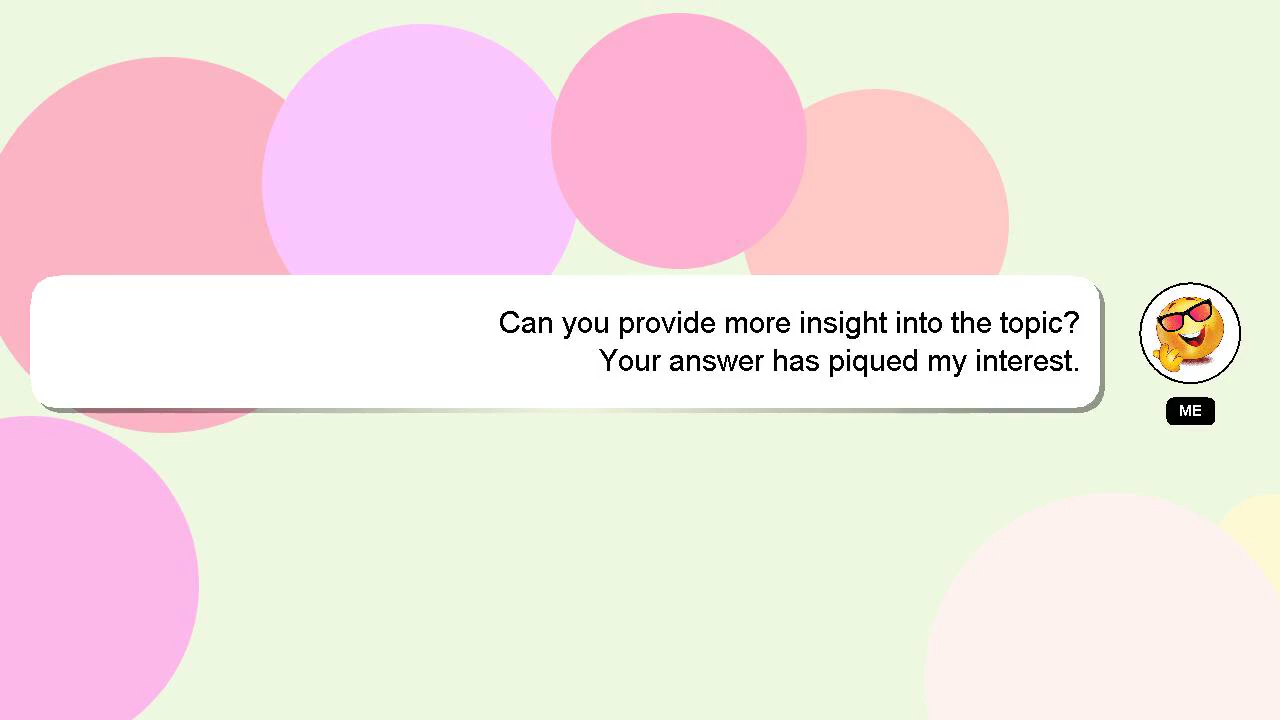 Can you provide more insight into the topic?
Your answer has piqued my interest.
ME